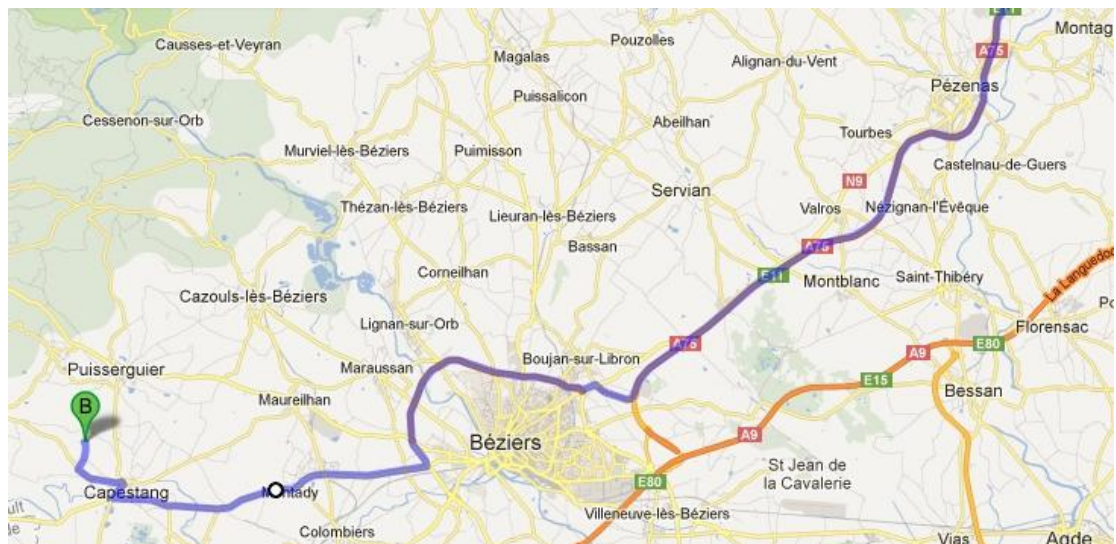 E11
Montag
Causses-et-Veyran
Pouzolles
Magalas
A75
Alignan-du-Vent
Pézenas
Puissalicon
Cessenon-sur-Orb
Abeilhan
Tourbes
Murviel-lès-Béziers
Puimisson
Castelnau-de-Guers
N9
Servian
Thézan-lès-Béziers
Valros
Nézignan-l'Évêque
Lieuran-lès-Béziers
Bassan
A75
La Languedoc
Corneilhan
E11
Montblanc
Saint-Thibéry
Cazouls-lès-Béziers
Po
Lignan-sur-Orb
Florensac
A75
E80
A9
Boujan-sur-Libron
Puisserguier
Maraussan
E15
Bessan
Maureilhan
B
A9
Béziers
St Jean de
la Cavalerie
E80
Capestang
Montady
Villeneuve-lès-Béziers
Colombiers
Vias
Agde